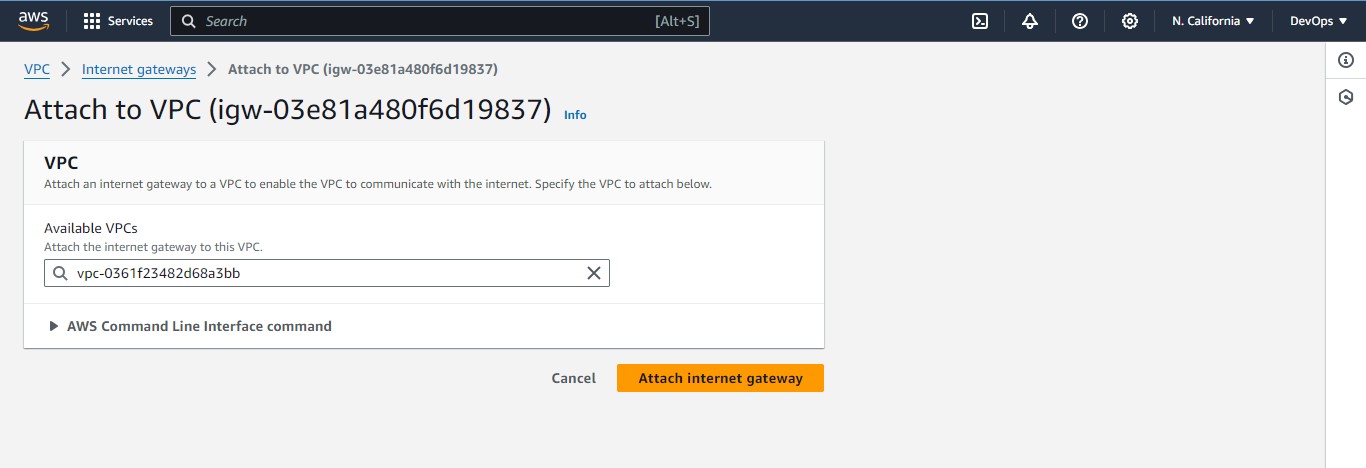 aws Services Search [Alt+S] N. California DevOps
VPC Internet gateways Attach to VPC (igw-03e81a480f6d19837)
Attach to VPC (igw-03e81a480f6d19837) Info
VPC
Attach an internet gateway to a VPC to enable the VPC to communicate with the internet. Specify the VPC to attach below.
Available VPCs
Attach the internet gateway to this VPC.
vpc-0361f23482d68a3bb
AWS Command Line Interface command
Cancel Attach internet gateway